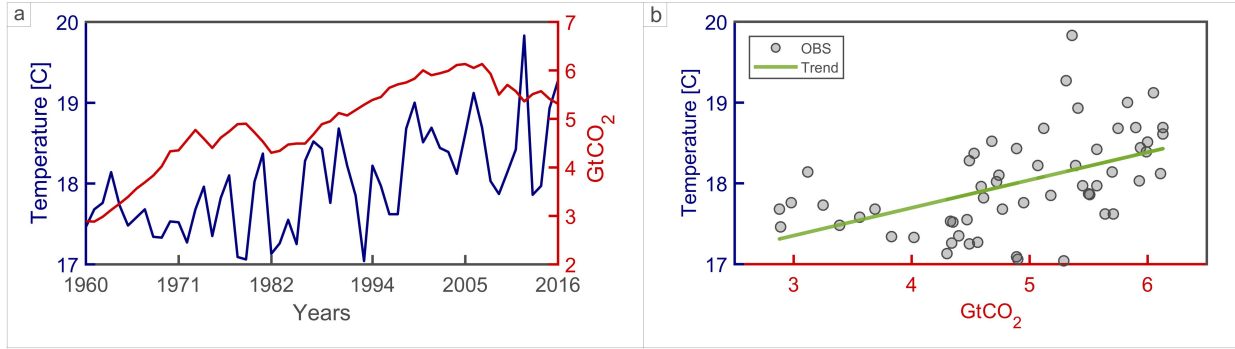 a
20
19
18
17
Temperature [C]
7
6
5
4
3
2
GtCO₂
1960
1971
1982
1994
2005
2016
Years
b
20
19
18
17
Temperature [C]
OBS
Trend
3
4
5
6
GtCO₂